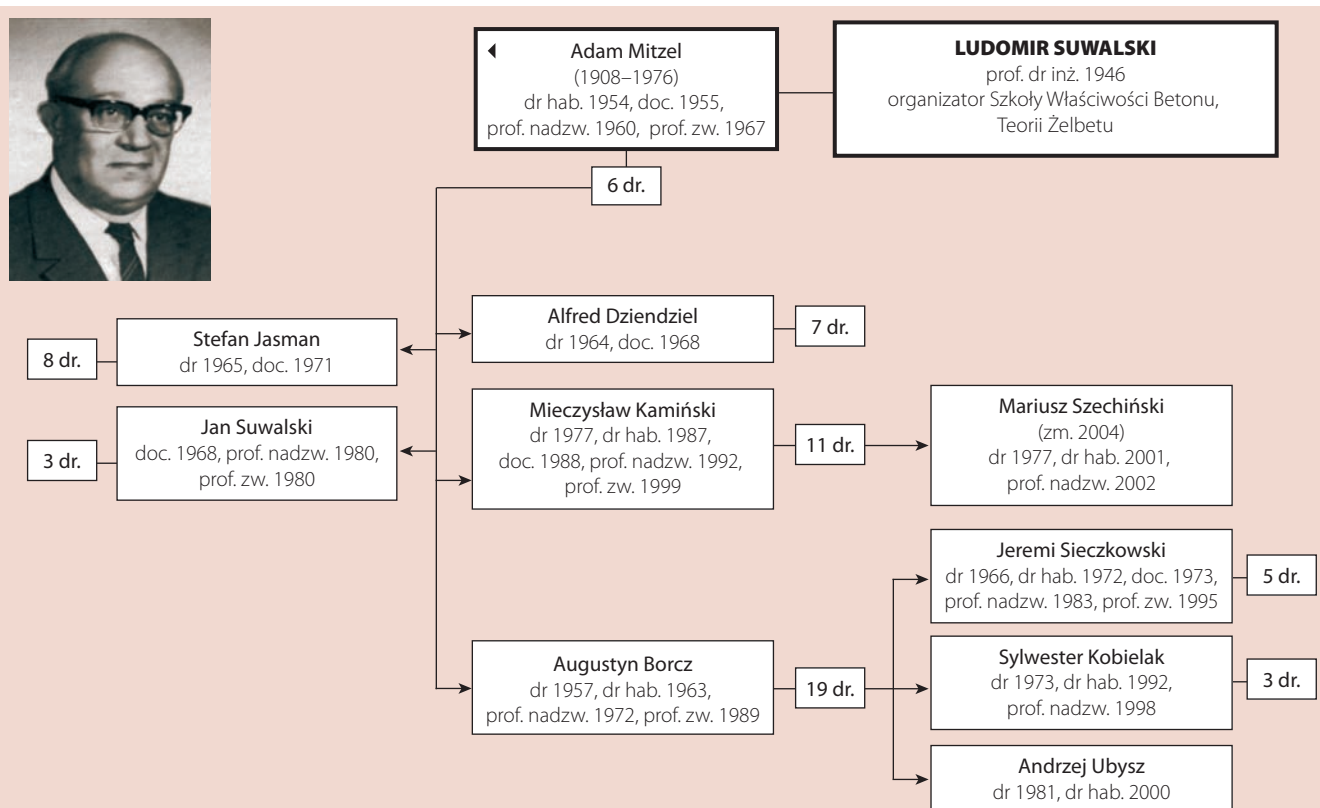 Adam Mitzel
(1908–1976)
dr hab. 1954, doc. 1955,
prof. nadzw. 1960, prof. zw. 1967
LUDOMIR SUWALSKI
prof. dr inż. 1946
organizator Szkoły Właściwości Betonu,
Teorii Żelbetu
6 dr.
Stefan Jasman
dr 1965, doc. 1971
8 dr.
Jan Suwalski
doc. 1968, prof. nadzw. 1980,
prof. zw. 1980
3 dr.
Alfred Dziendziel
dr 1964, doc. 1968
7 dr.
Mieczysław Kamiński
dr 1977, dr hab. 1987,
doc. 1988, prof. nadzw. 1992,
prof. zw. 1999
11 dr.
Mariusz Szechiński
(zm. 2004)
dr 1977, dr hab. 2001,
prof. nadzw. 2002
Augustyn Borcz
dr 1957, dr hab. 1963,
prof. nadzw. 1972, prof. zw. 1989
19 dr.
Jeremi Sieczkowski
dr 1966, dr hab. 1972, doc. 1973,
prof. nadzw. 1983, prof. zw. 1995
5 dr.
Sylwester Kobielak
dr 1973, dr hab. 1992,
prof. nadzw. 1998
3 dr.
Andrzej Ubysz
dr 1981, dr hab. 2000